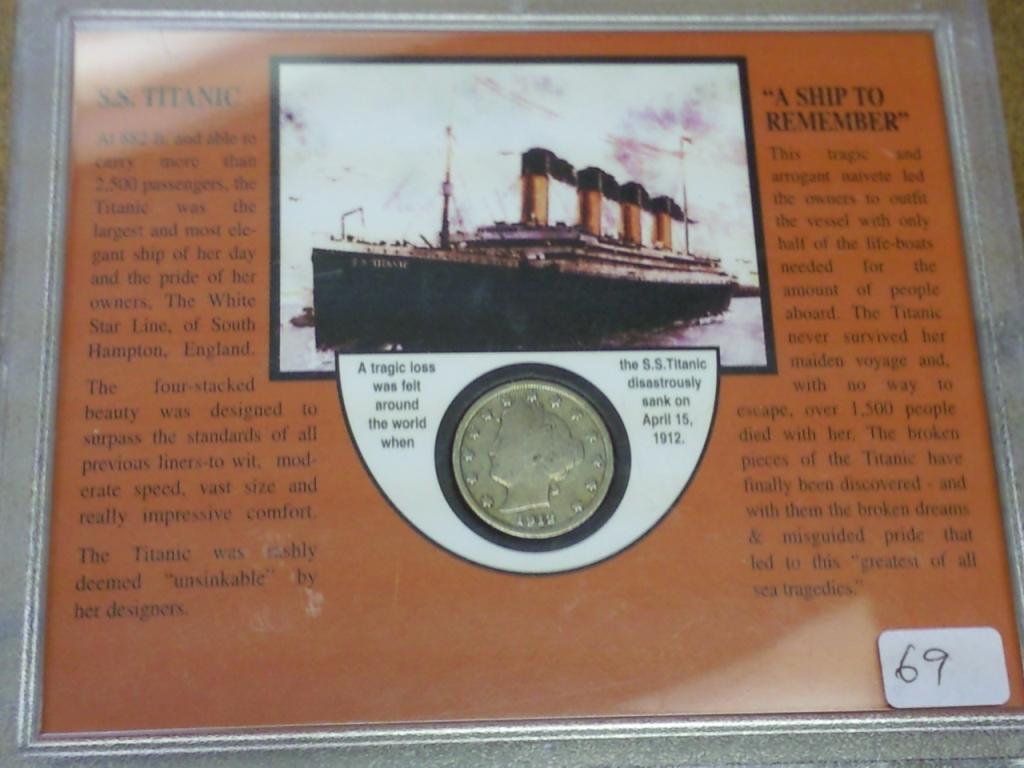 S.S. TITANIC
At 882 ft. and able to
carry more than
2,500 passengers, the
Titanic was the
largest and most ele-
gant ship of her day
and the pride of her
owners, The White
Star Line, of South
Hampton, England.
The four-stacked
beauty was designed to
surpass the standards of all
previous liners-to wit, mod-
erate speed, vast size and
really impressive comfort.
The Titanic was rashly
deemed "unsinkable" by
her designers.
S.S. TITANIC
A tragic loss
was felt
around
the world
when
the S.S.Titanic
disastrously
sank on
April 15,
1912.
1912
"A SHIP TO
REMEMBER"
This tragic and
arrogant naivete led
the owners to outfit
the vessel with only
half of the life-boats
needed for the
amount of people
aboard. The Titanic
never survived her
maiden voyage and,
with no way to
escape, over 1,500 people
died with her. The broken
pieces of the Titanic have
finally been discovered - and
with them the broken dreams
& misguided pride that
led to this "greatest of all
sea tragedies."
69